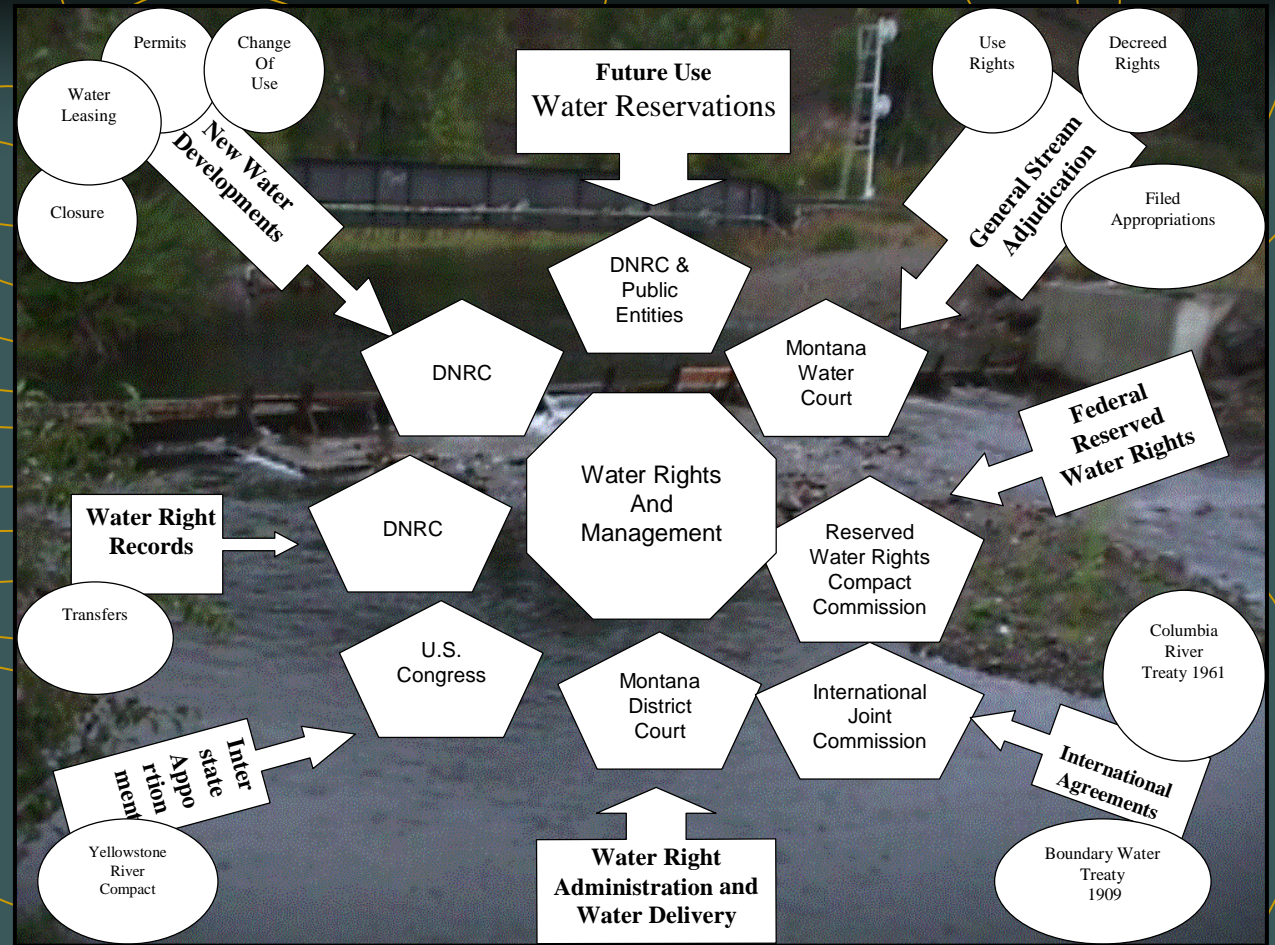 Permits
Change
Of
Use
Water
Leasing
Closure
New Water
Developments
Future Use
Water Reservations
Use
Rights
Decreed
Rights
Filed
Appropriations
General Stream
Adjudication
DNRC &
Public
Entities
DNRC
Montana
Water
Court
Federal
Reserved
Water Rights
Water Rights
And
Management
Water Right
Records
DNRC
Transfers
Reserved
Water Rights
Compact
Commission
U.S.
Congress
Montana
District
Court
International
Joint
Commission
Columbia
River
Treaty 1961
Inter
state
Appo
rtion
ment
International
Agreements
Yellowstone
River
Compact
Water Right
Administration and
Water Delivery
Boundary Water
Treaty
1909